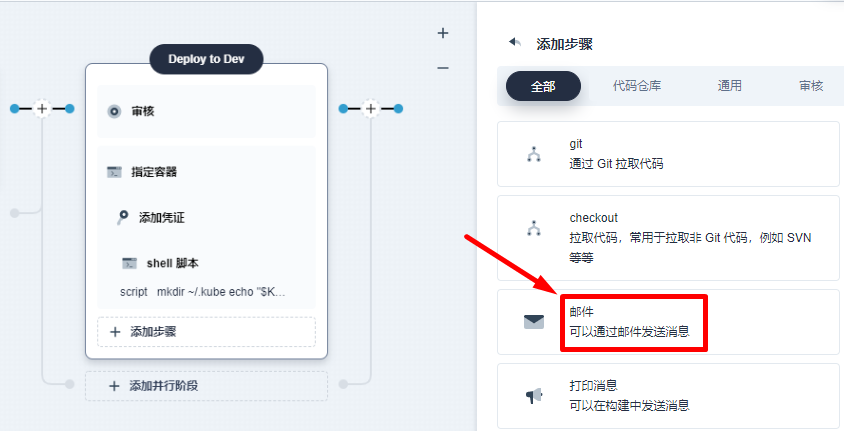 Deploy to Dev
审核
指定容器
添加凭证
shell 脚本
script mkdir ~/.kube echo "$K...
添加步骤
添加并行阶段
添加步骤
全部 代码仓库 通用 审核
git
通过 Git 拉取代码
checkout
拉取代码，常用于拉取非 Git 代码，例如 SVN
等等
邮件
可以通过邮件发送消息
打印消息
可以在构建中发送消息